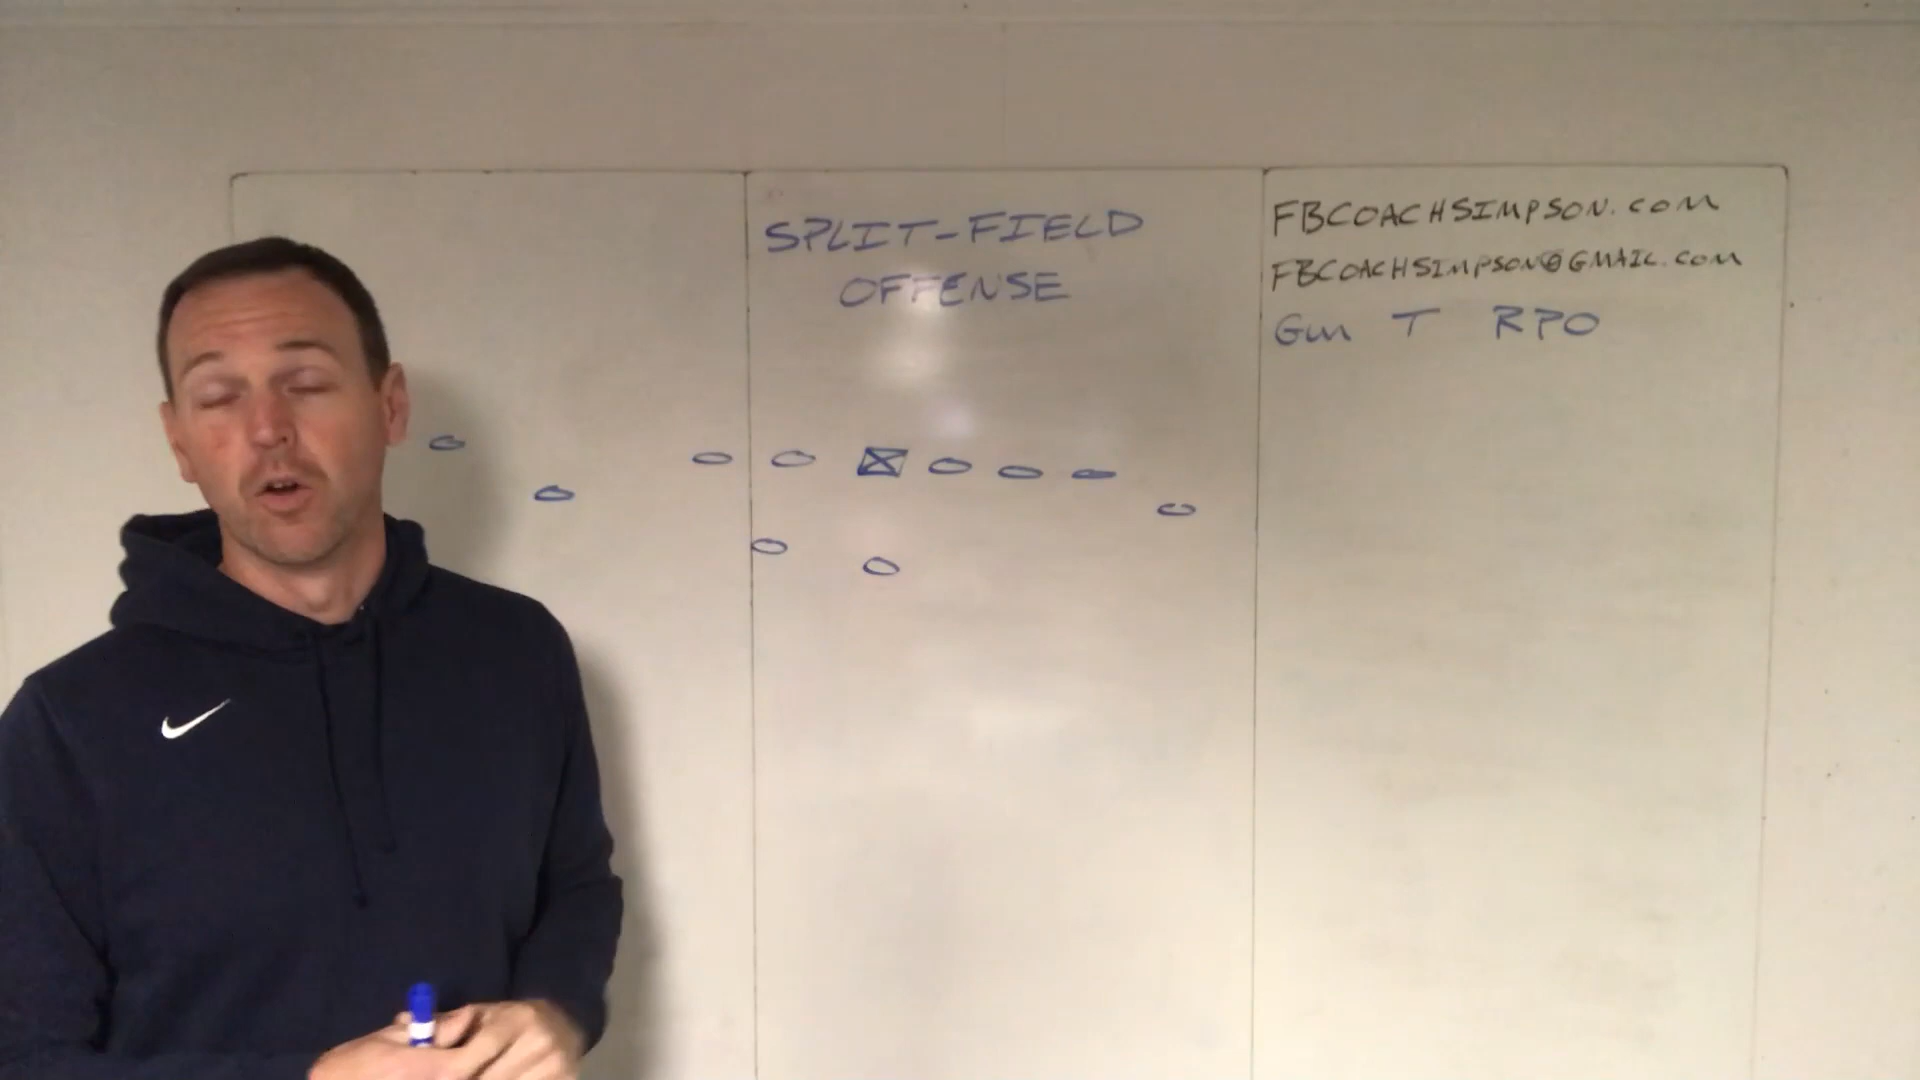 SPLIT-FIELD
OFFENSE
FBCOACHSIMPSON.COM
FBCOACHSIMPSON@GMAIL.COM
Gun T RPO